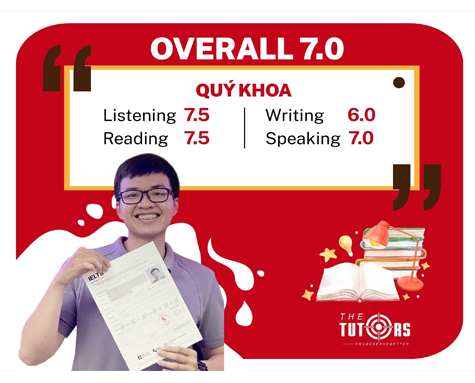 OVERALL 7.0
QUÝ KHOA
Listening 7.5
Reading 7.5
Writing 6.0
Speaking 7.0
IELTS
THE
TUTORS